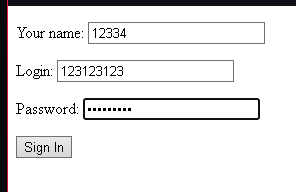 Your name: 12334
Login: 123123123
Password: •••••••••
Sign In